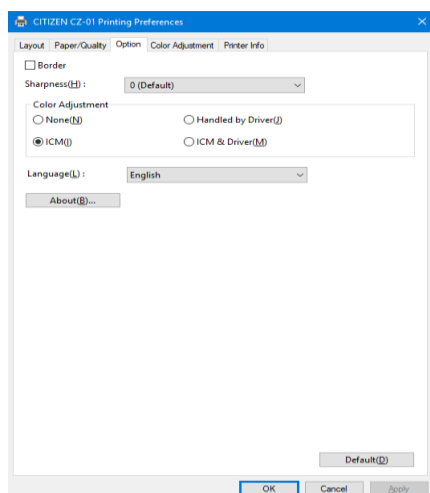 CITIZEN CZ-01 Printing Preferences
Layout Paper/Quality Option Color Adjustment Printer Info
Border
Sharpness(H) : 0 (Default)
Color Adjustment
None(N) Handled by Driver(J)
ICM(I) ICM & Driver(M)
Language(L) : English
About(B)...
Default(D)
OK Cancel Apply